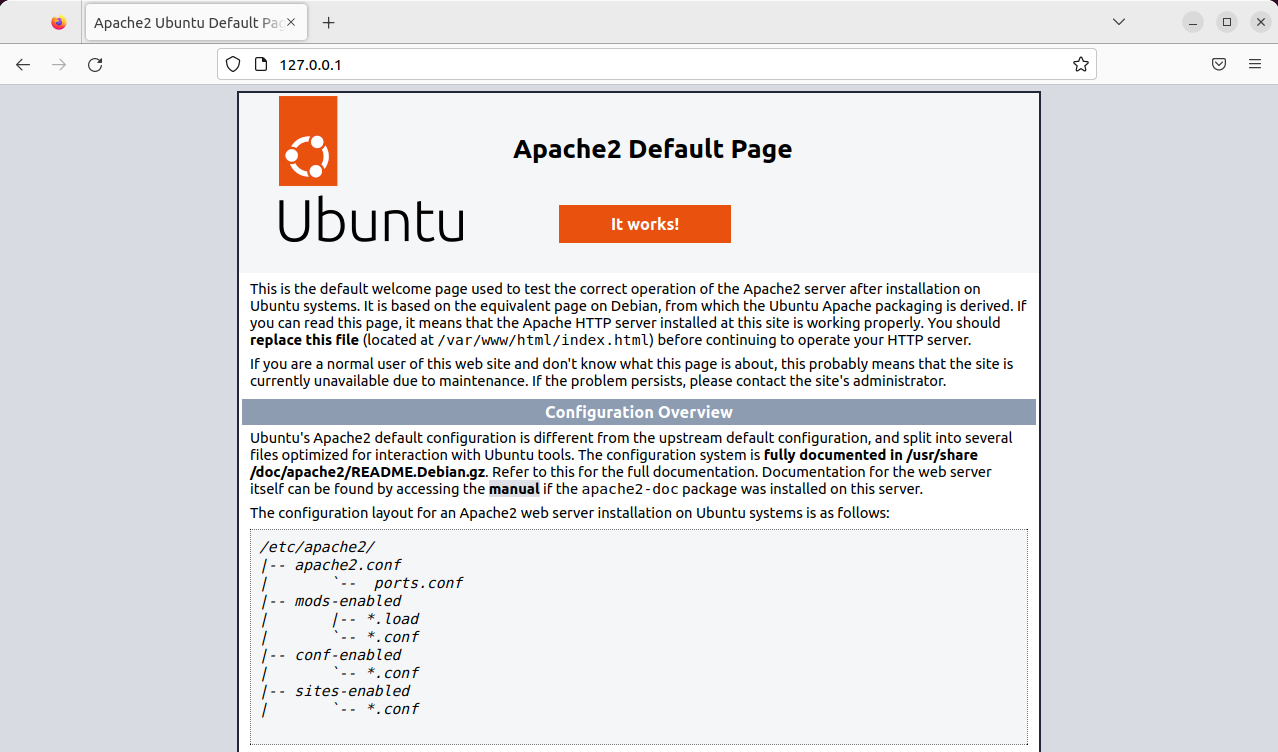 Apache2 Ubuntu Default Pag
127.0.0.1
Ubuntu
Apache2 Default Page
It works!
This is the default welcome page used to test the correct operation of the Apache2 server after installation on
Ubuntu systems. It is based on the equivalent page on Debian, from which the Ubuntu Apache packaging is derived. If
you can read this page, it means that the Apache HTTP server installed at this site is working properly. You should
replace this file (located at /var/www/html/index.html) before continuing to operate your HTTP server.
If you are a normal user of this web site and don't know what this page is about, this probably means that the site is
currently unavailable due to maintenance. If the problem persists, please contact the site's administrator.
Configuration Overview
Ubuntu's Apache2 default configuration is different from the upstream default configuration, and split into several
files optimized for interaction with Ubuntu tools. The configuration system is fully documented in /usr/share
/doc/apache2/README.Debian.gz. Refer to this for the full documentation. Documentation for the web server
itself can be found by accessing the manual if the apache2-doc package was installed on this server.
The configuration layout for an Apache2 web server installation on Ubuntu systems is as follows:
/etc/apache2/
|-- apache2.conf
|       `--  ports.conf
|-- mods-enabled
|       |-- *.load
|       `-- *.conf
|-- conf-enabled
|       `-- *.conf
|-- sites-enabled
|       `-- *.conf